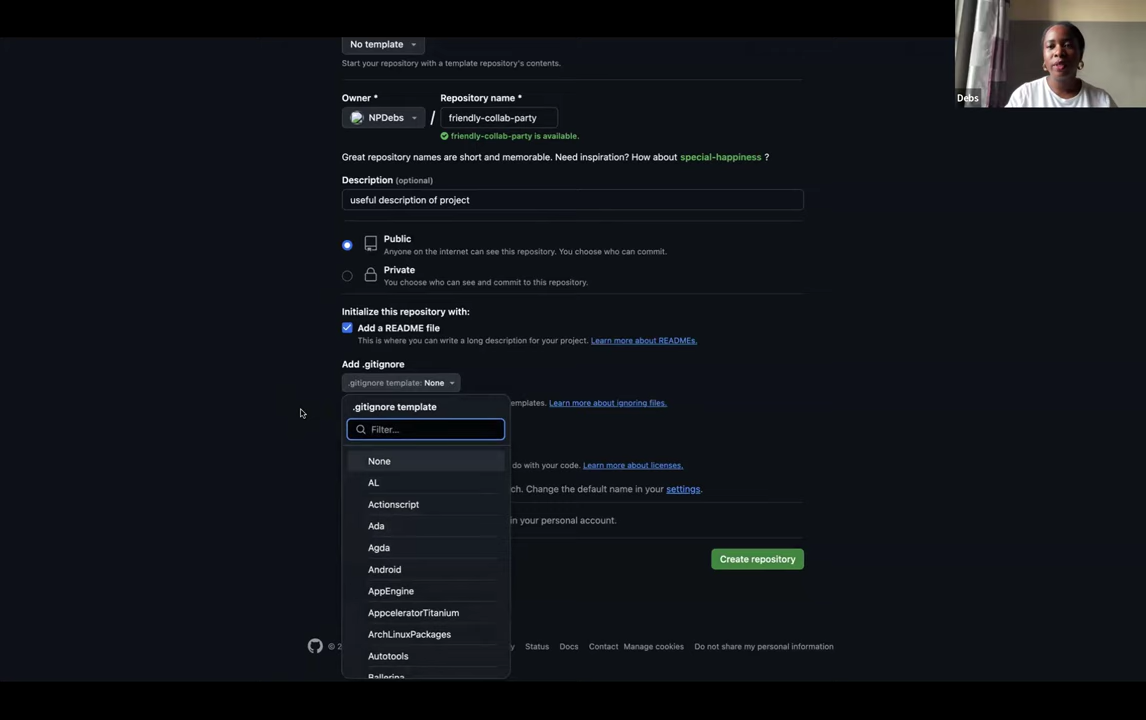 No template
Start your repository with a template repository's contents.
Owner *
Repository name *
NPDebs
/
friendly-collab-party
friendly-collab-party is available.
Great repository names are short and memorable. Need inspiration? How about special-happiness ?
Description (optional)
useful description of project
Public
Anyone on the internet can see this repository. You choose who can commit.
Private
You choose who can see and commit to this repository.
Initialize this repository with:
Add a README file
This is where you can write a long description for your project. Learn more about READMEs.
Add .gitignore
.gitignore template: None
.gitignore template
emplates. Learn more about ignoring files.
Filter...
None
do with your code. Learn more about licenses.
AL
ch. Change the default name in your settings.
Actionscript
in your personal account.
Ada
Agda
Create repository
Android
AppEngine
AppceleratorTitanium
ArchLinuxPackages
© 2
Status
Docs
Contact
Manage cookies
Do not share my personal information
Autotools
Ballerina
Debs